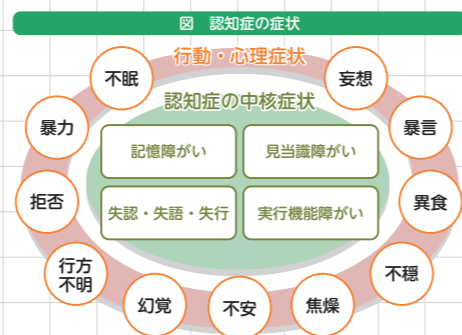 図　認知症の症状
行動・心理症状
不眠
妄想
認知症の中核症状
暴力
暴言
記憶障がい
見当識障がい
拒否
異食
失認・失語・失行
実行機能障がい
行方
不明
不穏
幻覚
不安
焦燥